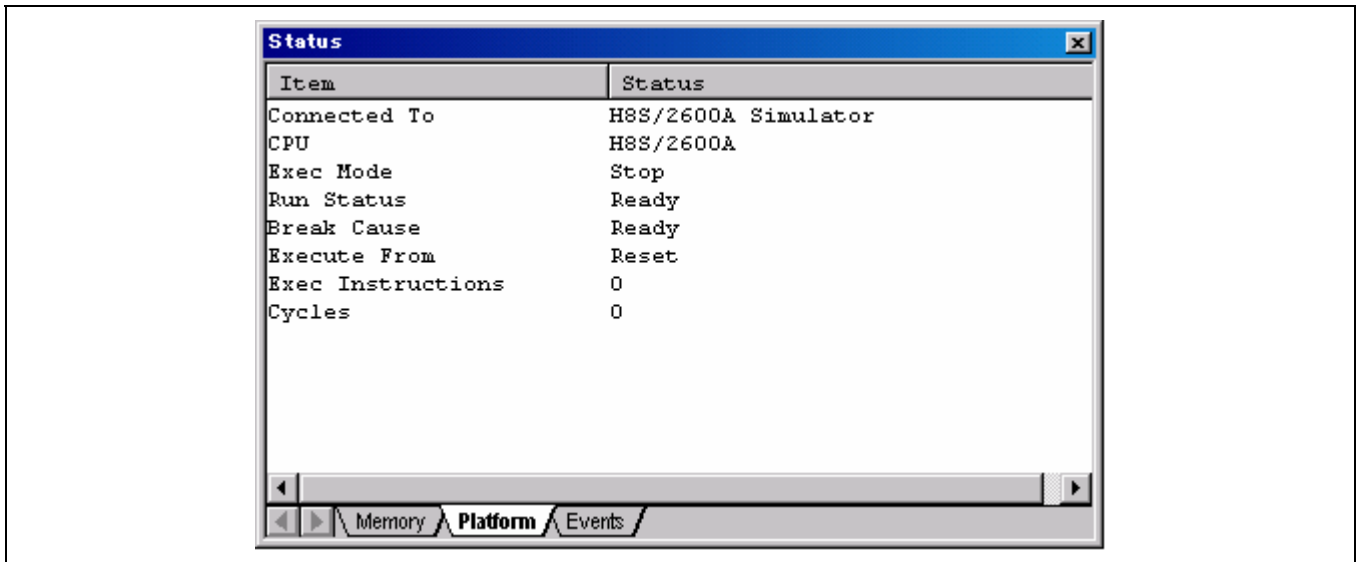 Status
Item Status
Connected To H8S/2600A Simulator
CPU H8S/2600A
Exec Mode Stop
Run Status Ready
Break Cause Ready
Execute From Reset
Exec Instructions 0
Cycles 0
Memory Platform Events